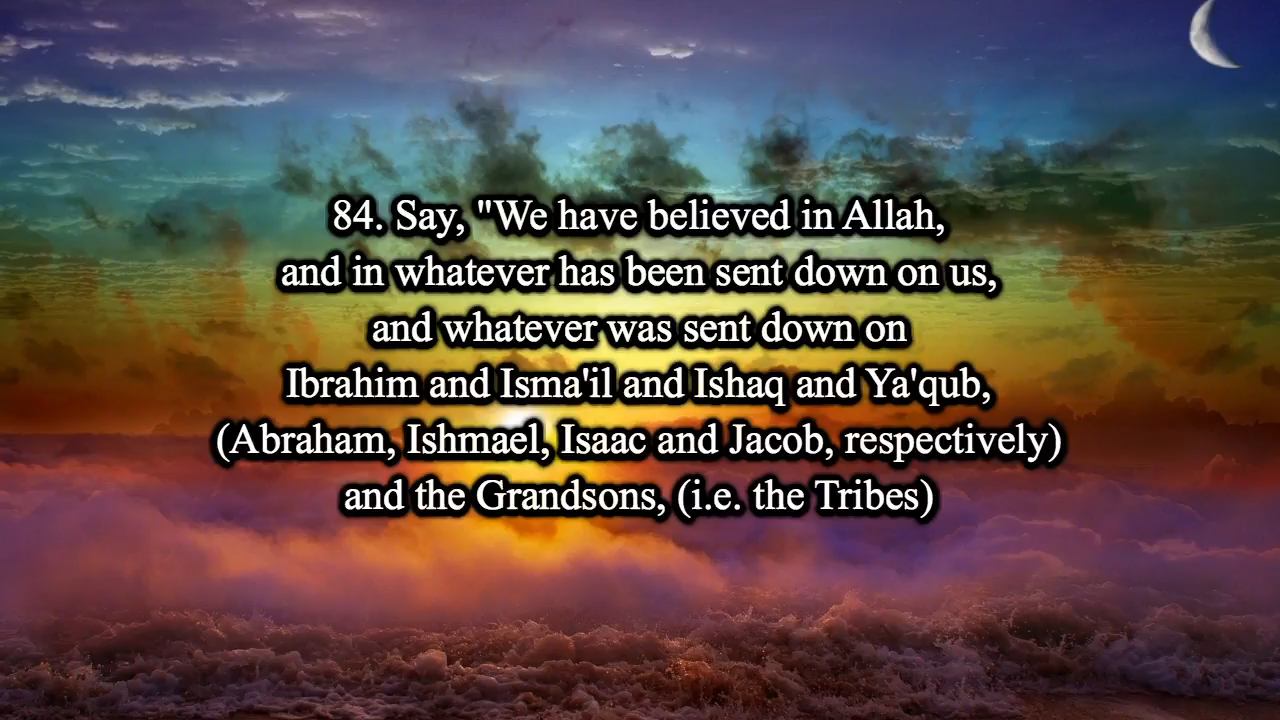 84. Say, "We have believed in Allah,
and in whatever has been sent down on us,
and whatever was sent down on
Ibrahim and Isma'il and Ishaq and Ya'qub,
(Abraham, Ishmael, Isaac and Jacob, respectively)
and the Grandsons, (i.e. the Tribes)